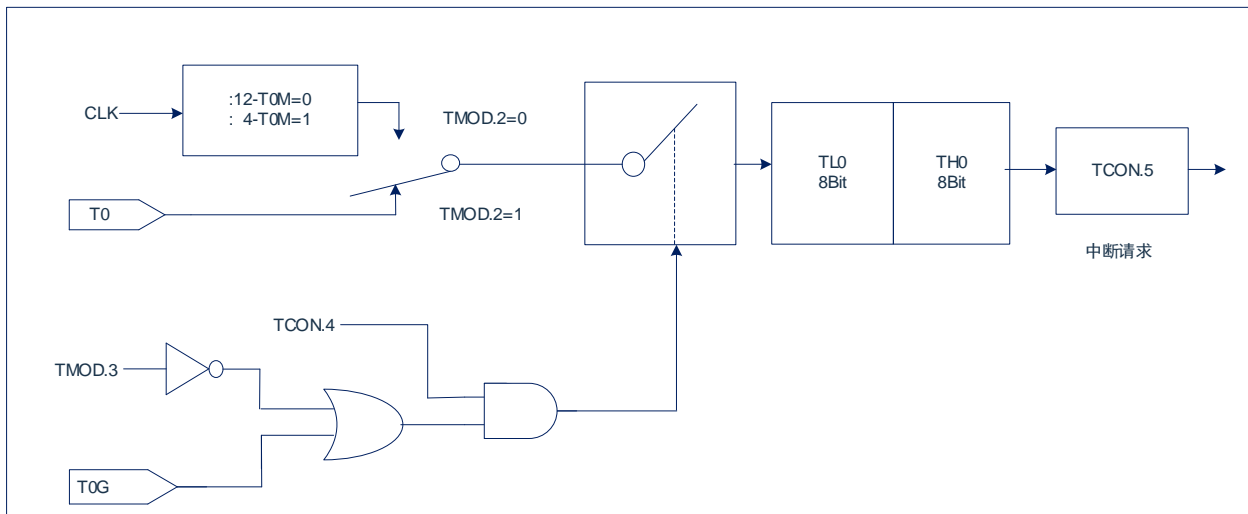 CLK
:12-T0M=0
: 4-T0M=1
TMOD.2=0
T0
TMOD.2=1
TL0
8Bit
TH0
8Bit
TCON.5
中断请求
TCON.4
TMOD.3
T0G